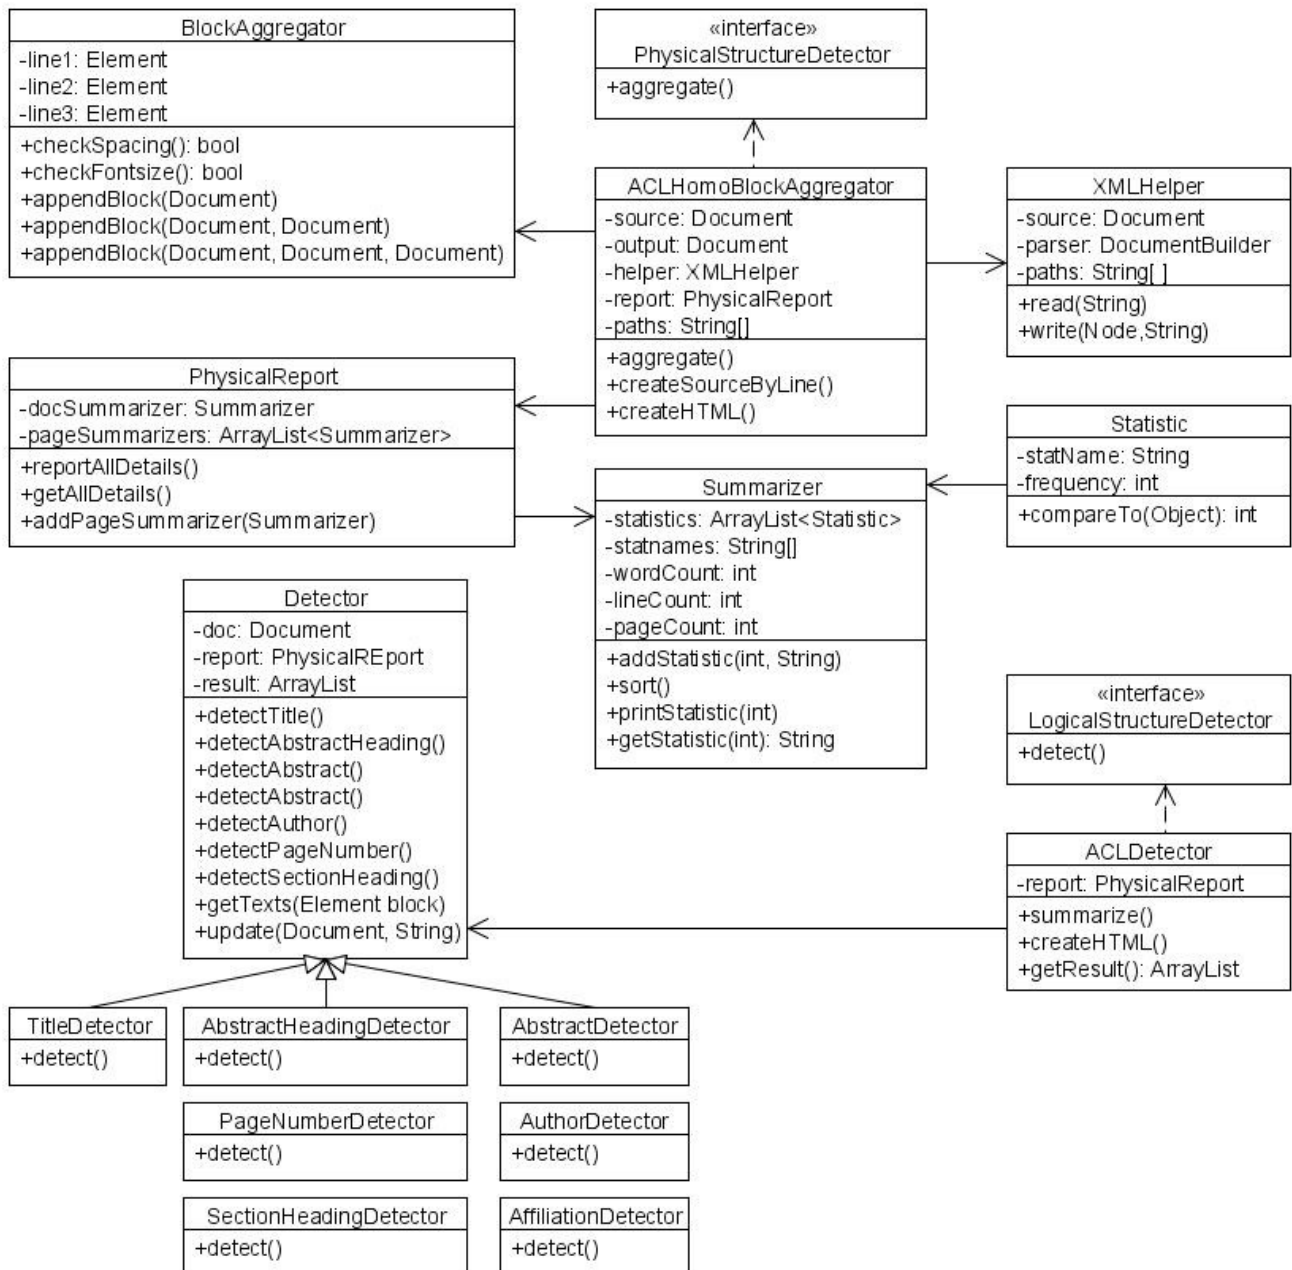 BlockAggregator
-line1: Element
-line2: Element
-line3: Element
+checkSpacing(): bool
+checkFontsize(): bool
+appendBlock(Document)
+appendBlock(Document, Document)
+appendBlock(Document, Document, Document)
«interface»
PhysicalStructureDetector
+aggregate()
ACLHomoBlockAggregator
-source: Document
-output: Document
-helper: XMLHelper
-report: PhysicalReport
-paths: String[]
+aggregate()
+createSourceByLine()
+createHTML()
XMLHelper
-source: Document
-parser: DocumentBuilder
-paths: String[ ]
+read(String)
+write(Node,String)
PhysicalReport
-docSummarizer: Summarizer
-pageSummarizers: ArrayList<Summarizer>
+reportAllDetails()
+getAllDetails()
+addPageSummarizer(Summarizer)
Summarizer
-statistics: ArrayList<Statistic>
-statnames: String[]
-wordCount: int
-lineCount: int
-pageCount: int
+addStatistic(int, String)
+sort()
+printStatistic(int)
+getStatistic(int): String
Statistic
-statName: String
-frequency: int
+compareTo(Object): int
Detector
-doc: Document
-report: PhysicalREport
-result: ArrayList
+detectTitle()
+detectAbstractHeading()
+detectAbstract()
+detectAbstract()
+detectAuthor()
+detectPageNumber()
+detectSectionHeading()
+getTexts(Element block)
+update(Document, String)
«interface»
LogicalStructureDetector
+detect()
ACLDetector
-report: PhysicalReport
+summarize()
+createHTML()
+getResult(): ArrayList
TitleDetector
+detect()
AbstractHeadingDetector
+detect()
AbstractDetector
+detect()
PageNumberDetector
+detect()
AuthorDetector
+detect()
SectionHeadingDetector
+detect()
AffiliationDetector
+detect()